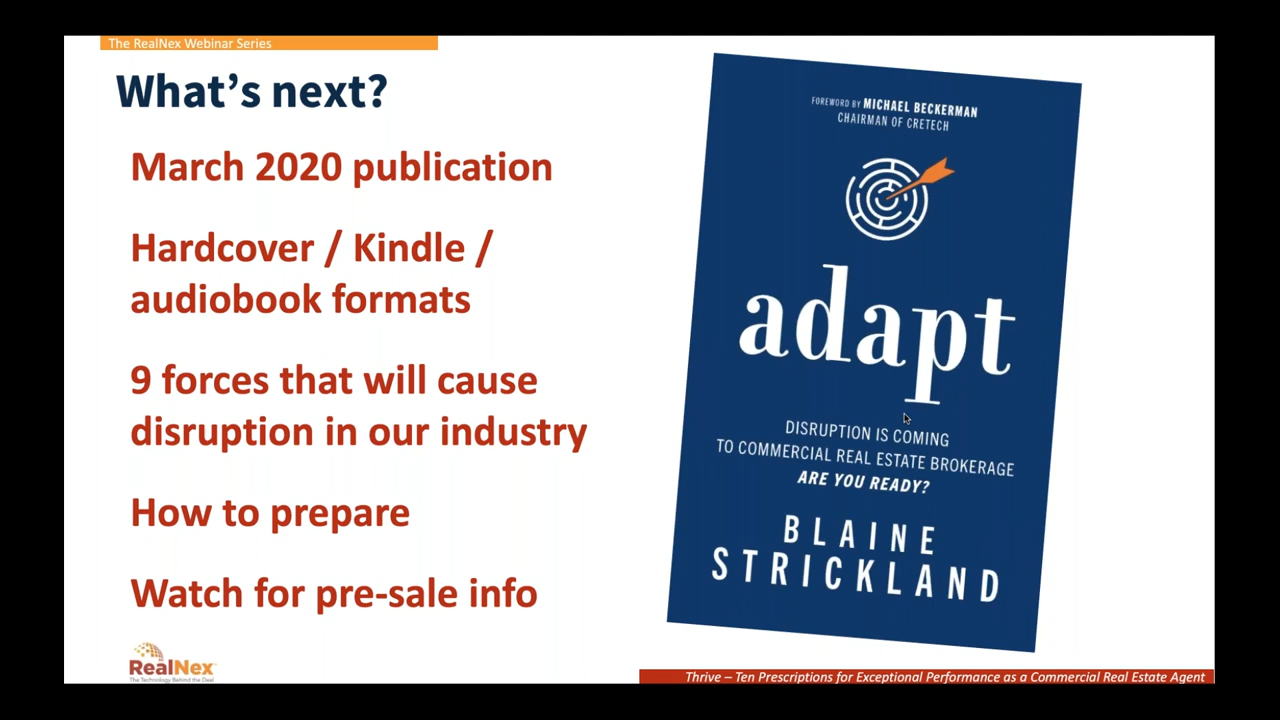 The RealNex Webinar Series
What's next?
March 2020 publication
Hardcover / Kindle /
audiobook formats
9 forces that will cause
disruption in our industry
How to prepare
Watch for pre-sale info
RealNex
The Technology Behind the Deal
FOREWORD BY MICHAEL BECKERMAN
CHAIRMAN OF CRETECH
adapt
DISRUPTION IS COMING
TO COMMERCIAL REAL ESTATE BROKERAGE
ARE YOU READY?
BLAINE
STRICKLAND
Thrive – Ten Prescriptions for Exceptional Performance as a Commercial Real Estate Agent